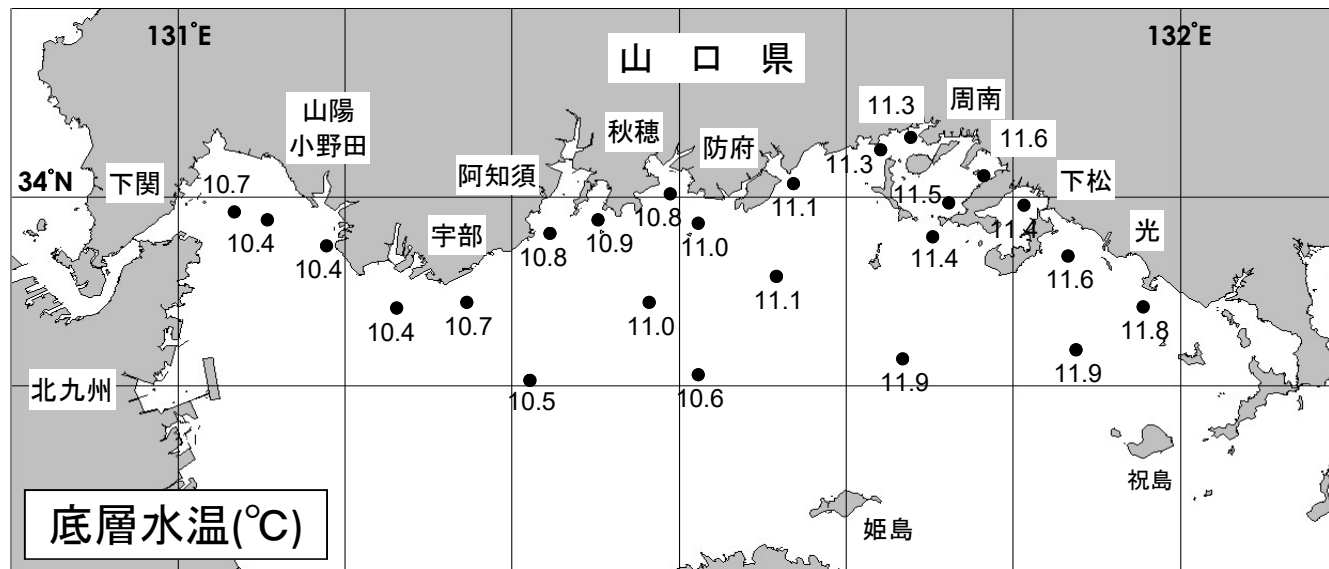 131°E
132°E
山口県
山陽
小野田
秋穂
防府
11.3
周南
11.6
阿知須
11.3
下松
34°N
下関
10.7
11.5
10.8
11.1
11.4
光
10.4
宇部
10.8
10.9
11.0
11.4
10.4
11.6
11.1
10.4
10.7
11.0
11.8
11.9
11.9
北九州
10.5
10.6
祝島
底層水温(℃)
姫島